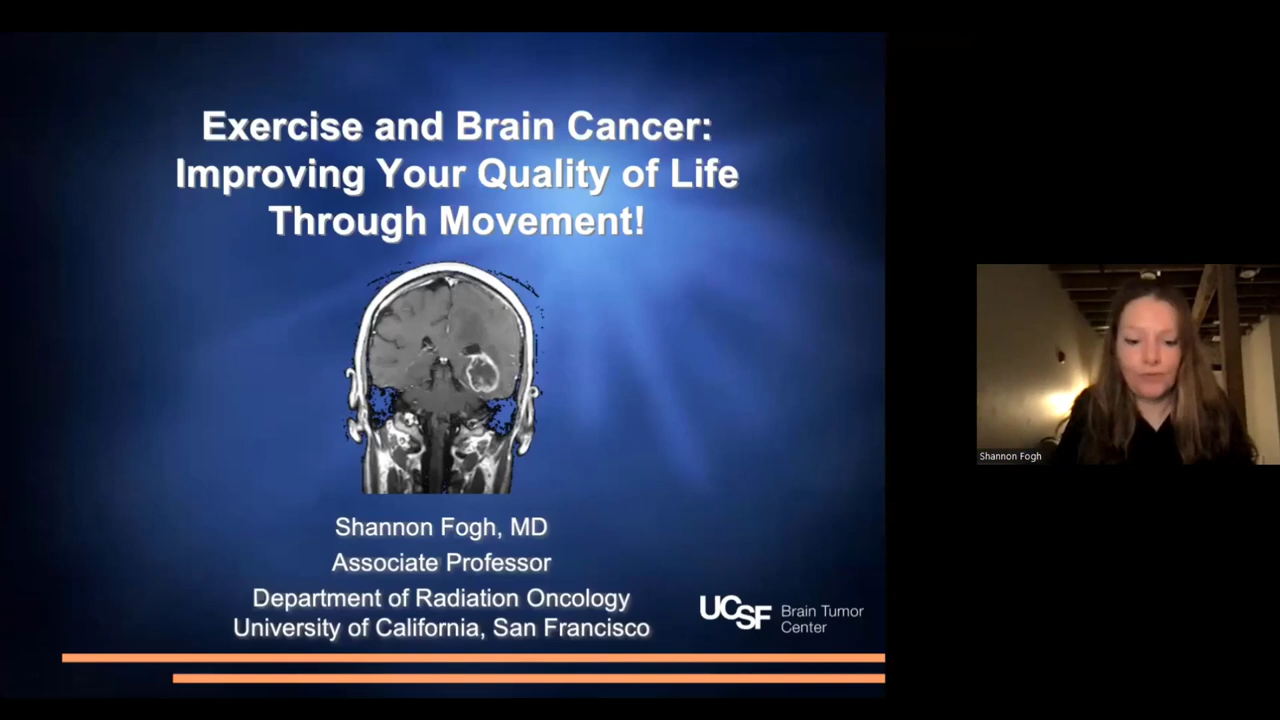 Exercise and Brain Cancer:
Improving Your Quality of Life
Through Movement!
Shannon Fogh, MD
Associate Professor
Department of Radiation Oncology
University of California, San Francisco
UCSF Brain Tumor
Center
Shannon Fogh